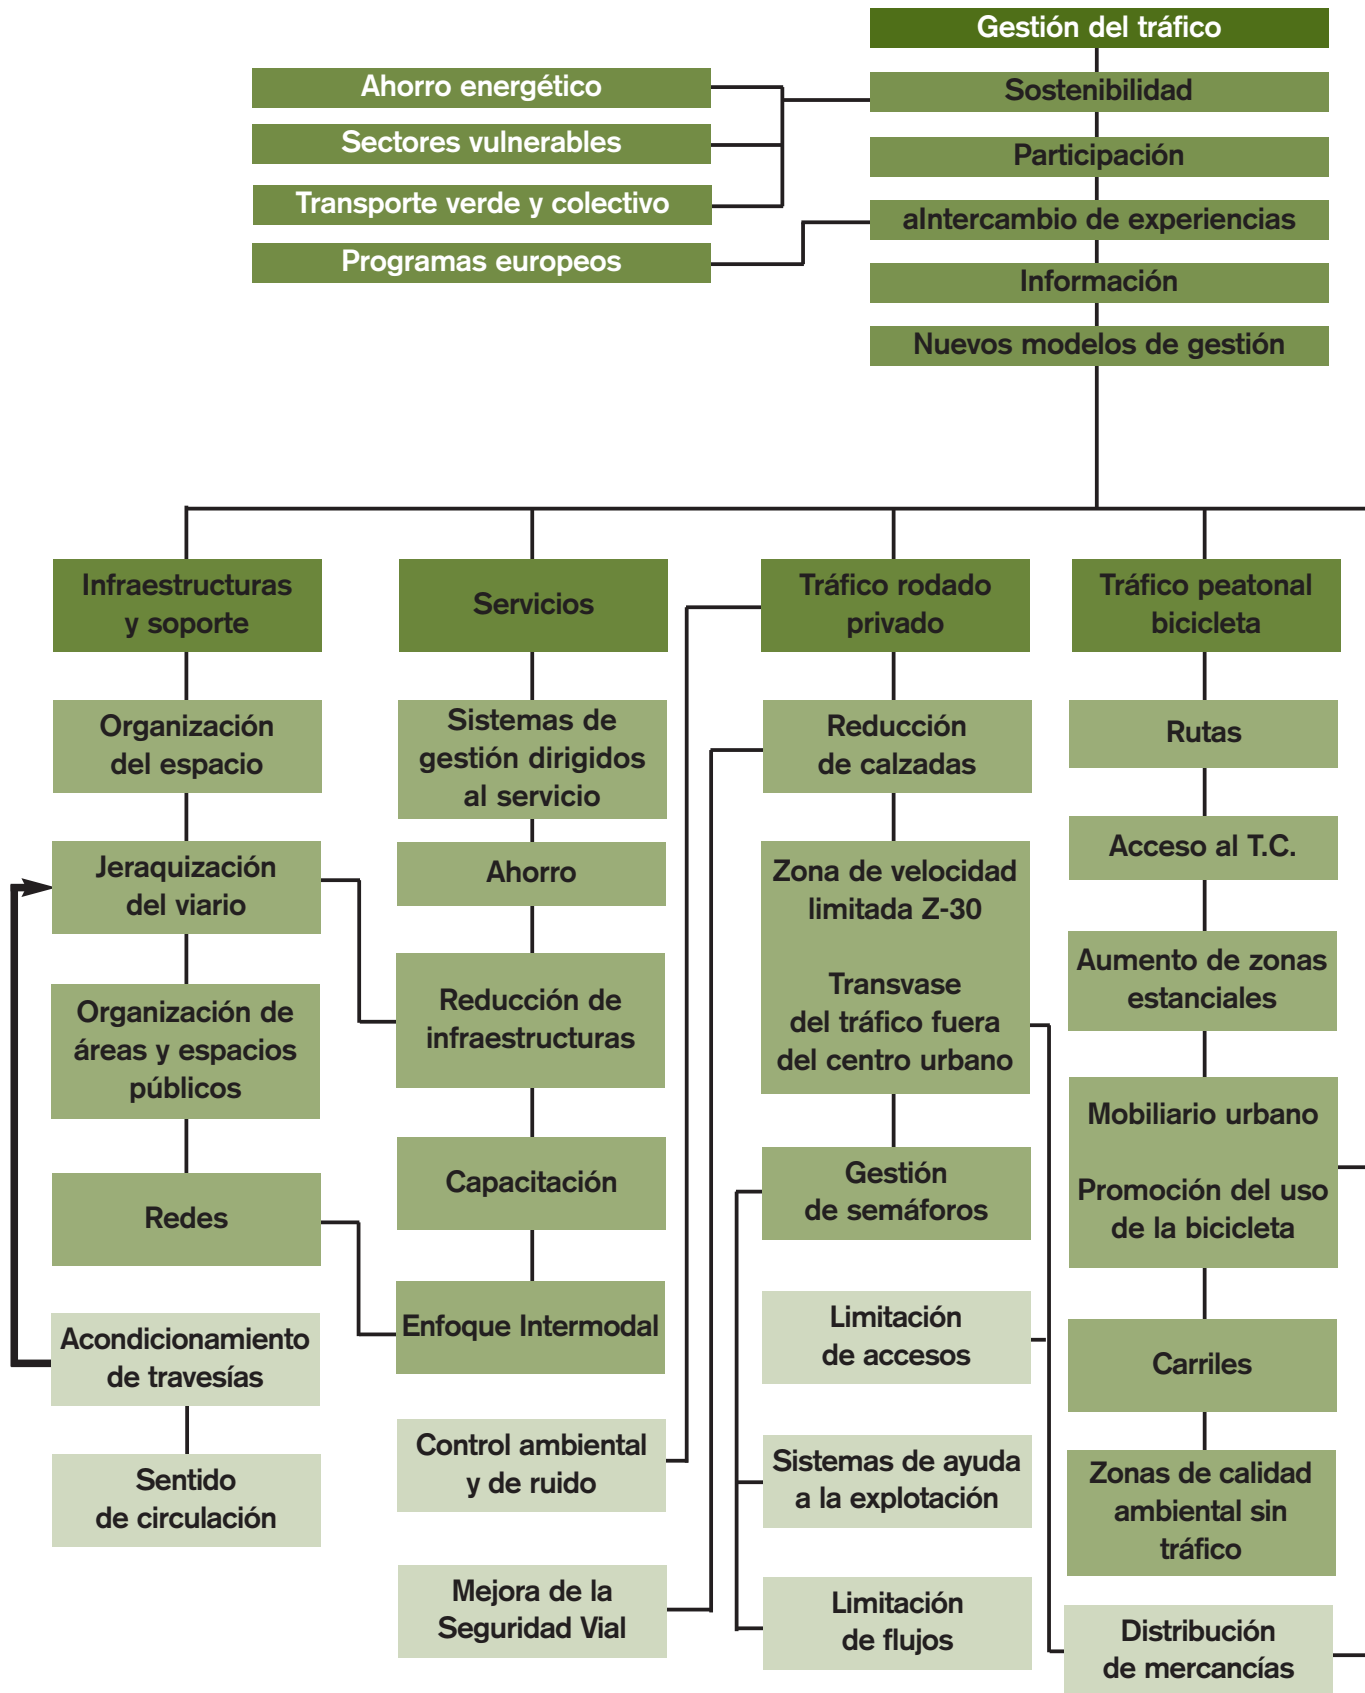 Gestión del tráfico
Ahorro energético
Sostenibilidad
Sectores vulnerables
Participación
Transporte verde y colectivo
aIntercambio de experiencias
Programas europeos
Información
Nuevos modelos de gestión
Infraestructuras
y soporte
Organización
del espacio
Jeraquización
del viario
Organización de
áreas y espacios
públicos
Redes
Acondicionamiento
de travesías
Sentido
de circulación
Servicios
Sistemas de
gestión dirigidos
al servicio
Ahorro
Reducción de
infraestructuras
Capacitación
Enfoque Intermodal
Control ambiental
y de ruido
Mejora de la
Seguridad Vial
Tráfico rodado
privado
Reducción
de calzadas
Zona de velocidad
limitada Z-30
Transvase
del tráfico fuera
del centro urbano
Gestión
de semáforos
Limitación
de accesos
Sistemas de ayuda
a la explotación
Limitación
de flujos
Tráfico peatonal
bicicleta
Rutas
Acceso al T.C.
Aumento de zonas
estanciales
Mobiliario urbano
Promoción del uso
de la bicicleta
Carriles
Zonas de calidad
ambiental sin
tráfico
Distribución
de mercancías